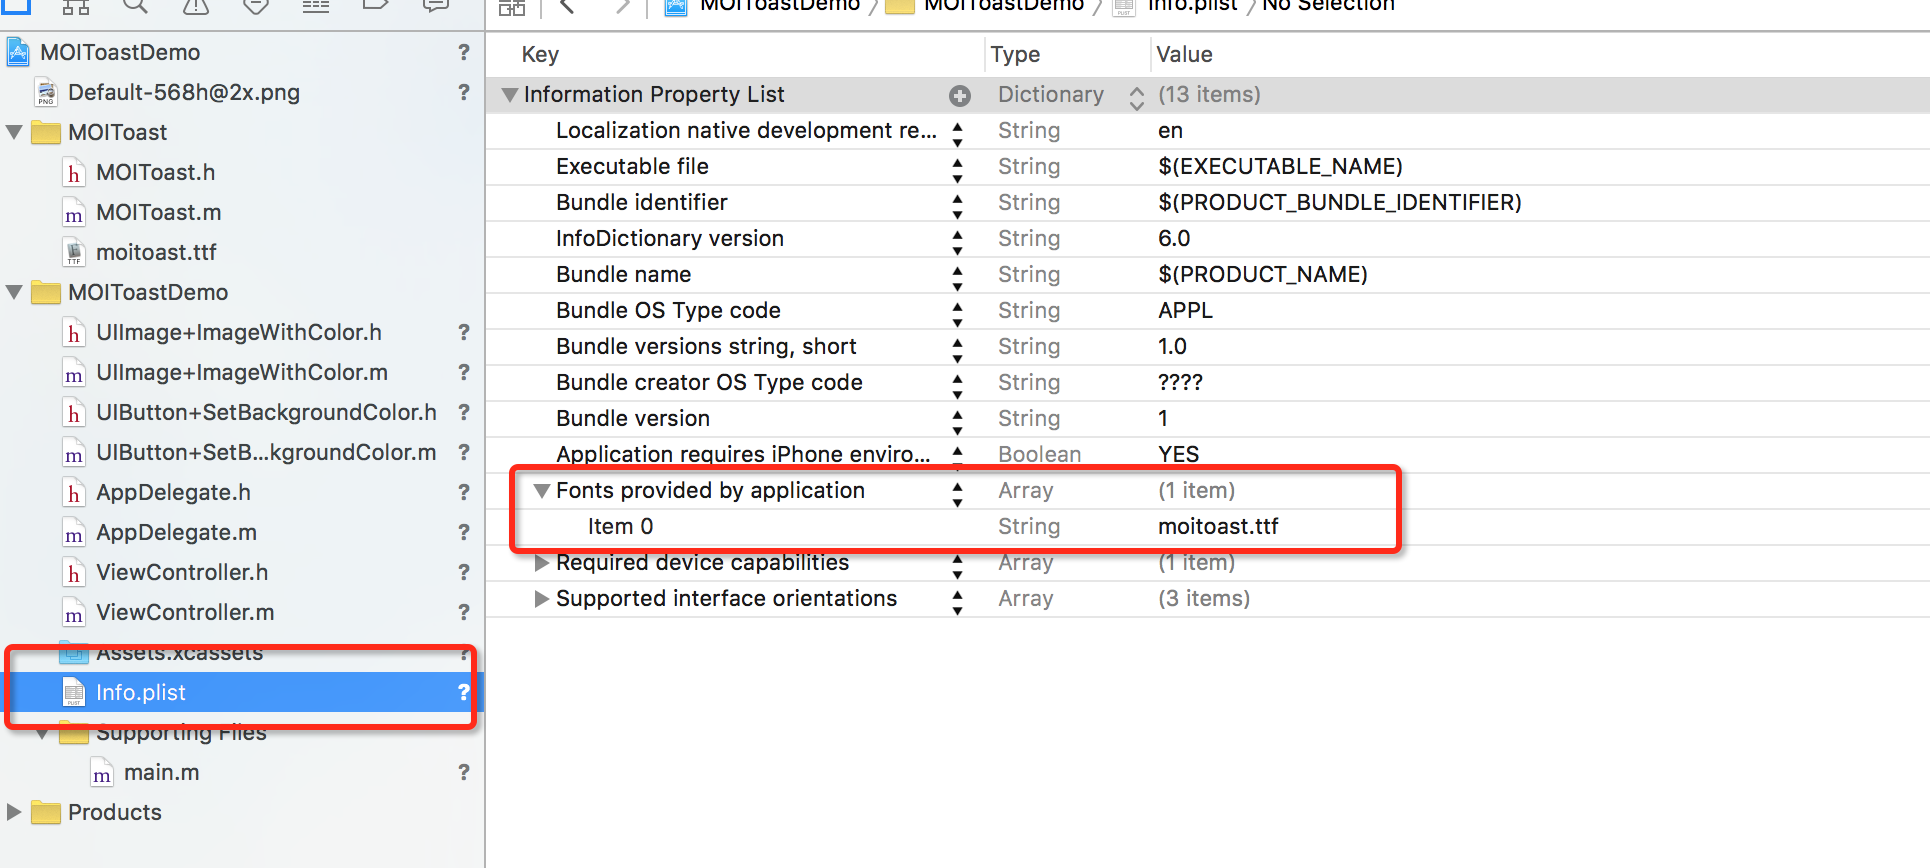 MOIToastDemo ?
Default-568h@2x.png ?
MOIToast
MOIToast.h
MOIToast.m
moitoast.ttf
MOIToastDemo
UIImage+ImageWithColor.h ?
UIImage+ImageWithColor.m ?
UIButton+SetBackgroundColor.h ?
UIButton+SetB...kgroundColor.m ?
AppDelegate.h ?
AppDelegate.m ?
ViewController.h ?
ViewController.m ?
Assets.xcassets ?
Info.plist ?
Supporting Files
main.m ?
Products
MOIToastDemo MOIToastDemo Info.plist No Selection
Key Type Value
Information Property List Dictionary (13 items)
Localization native development re... String en
Executable file String $(EXECUTABLE_NAME)
Bundle identifier String $(PRODUCT_BUNDLE_IDENTIFIER)
InfoDictionary version String 6.0
Bundle name String $(PRODUCT_NAME)
Bundle OS Type code String APPL
Bundle versions string, short String 1.0
Bundle creator OS Type code String ????
Bundle version String 1
Application requires iPhone enviro... Boolean YES
Fonts provided by application Array (1 item)
Item 0 String moitoast.ttf
Required device capabilities Array (1 item)
Supported interface orientations Array (3 items)